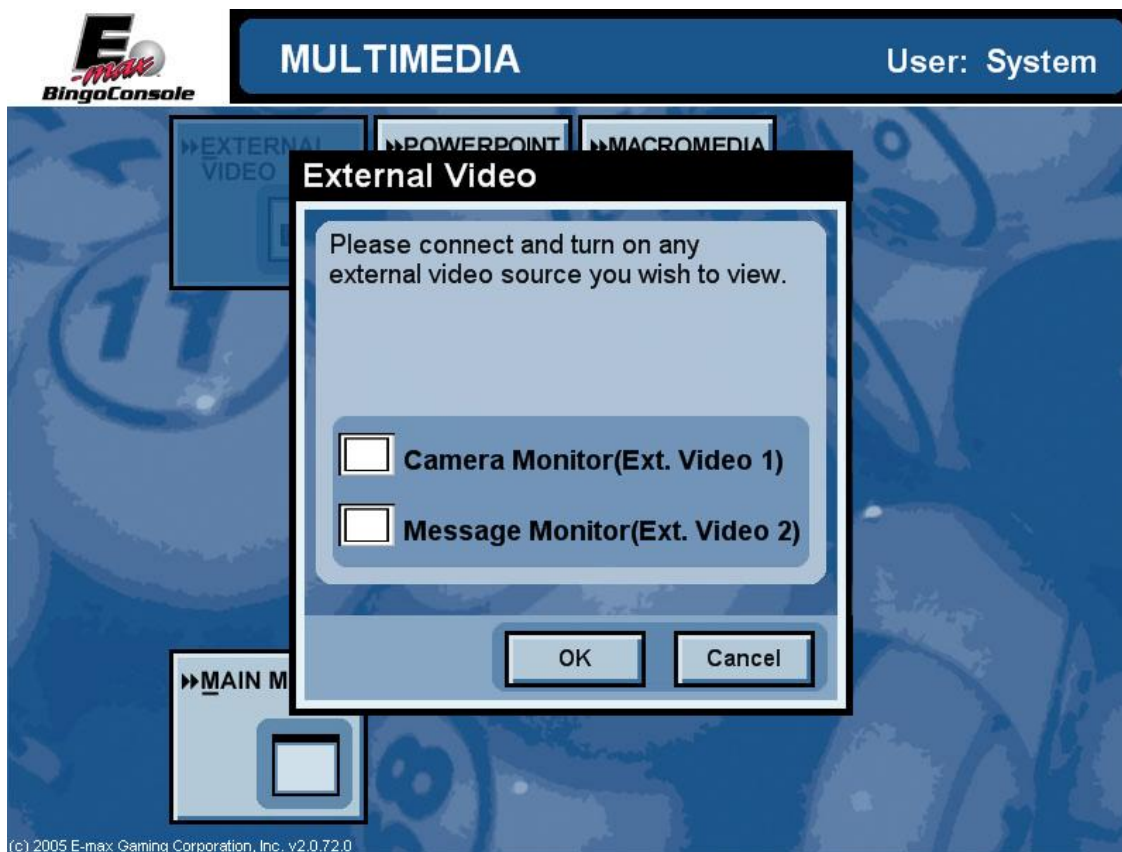 E
-max
BingoConsole
MULTIMEDIA
User: System
»EXTERNAL
VIDEO
»POWERPOINT
»MACROMEDIA
External Video
Please connect and turn on any
external video source you wish to view.
Camera Monitor(Ext. Video 1)
Message Monitor(Ext. Video 2)
OK
Cancel
»MAIN M
11
8
(c) 2005 E-max Gaming Corporation, Inc. v2.0.72.0